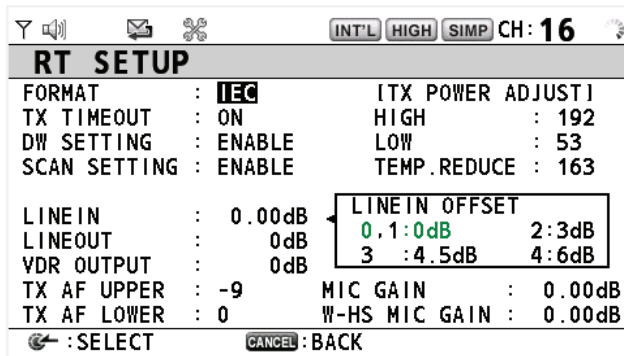 INT'L HIGH SIMP CH: 16
RT SETUP
FORMAT : IEC [TX POWER ADJUST]
TX TIMEOUT : ON HIGH : 192
DW SETTING : ENABLE LOW : 53
SCAN SETTING : ENABLE TEMP.REDUCE : 163
LINEIN : 0.00dB LINEIN OFFSET
LINEOUT : 0dB 0,1:0dB 2:3dB
VDR OUTPUT : 0dB 3 :4.5dB 4:6dB
TX AF UPPER : -9 MIC GAIN : 0.00dB
TX AF LOWER : 0 W-HS MIC GAIN : 0.00dB
:SELECT CANCEL :BACK